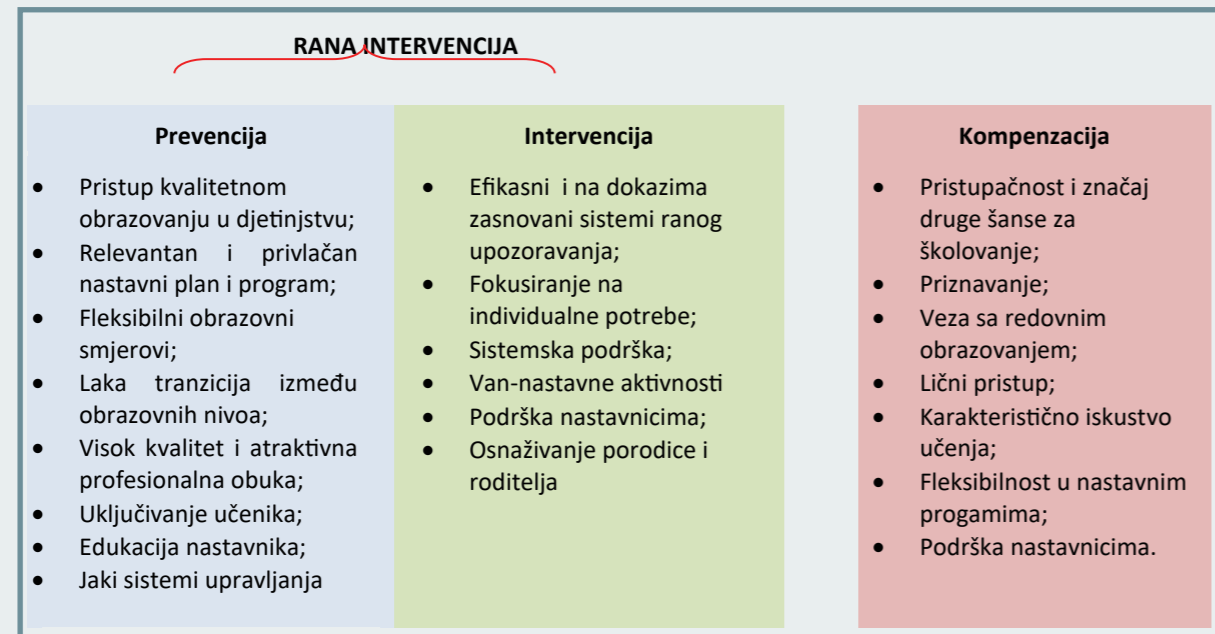 RANA INTERVENCIJA
Prevencija
• Pristup kvalitetnom
obrazovanju u djetinjstvu;
• Relevantan i privlačan
nastavni plan i program;
• Fleksibilni obrazovni
smjerovi;
• Laka tranzicija između
obrazovnih nivoa;
• Visok kvalitet i atraktivna
profesionalna obuka;
• Uključivanje učenika;
• Edukacija nastavnika;
• Jaki sistemi upravljanja
Intervencija
• Efikasni i na dokazima
zasnovani sistemi ranog
upozoravanja;
• Fokusiranje na
individualne potrebe;
• Sistemska podrška;
• Van-nastavne aktivnosti
• Podrška nastavnicima;
• Osnaživanje porodice i
roditelja
Kompenzacija
• Pristupačnost i značaj
druge šanse za
školovanje;
• Priznavanje;
• Veza sa redovnim
obrazovanjem;
• Lični pristup;
• Karakteristično iskustvo
učenja;
• Fleksibilnost u nastavnim
progamima;
• Podrška nastavnicima.